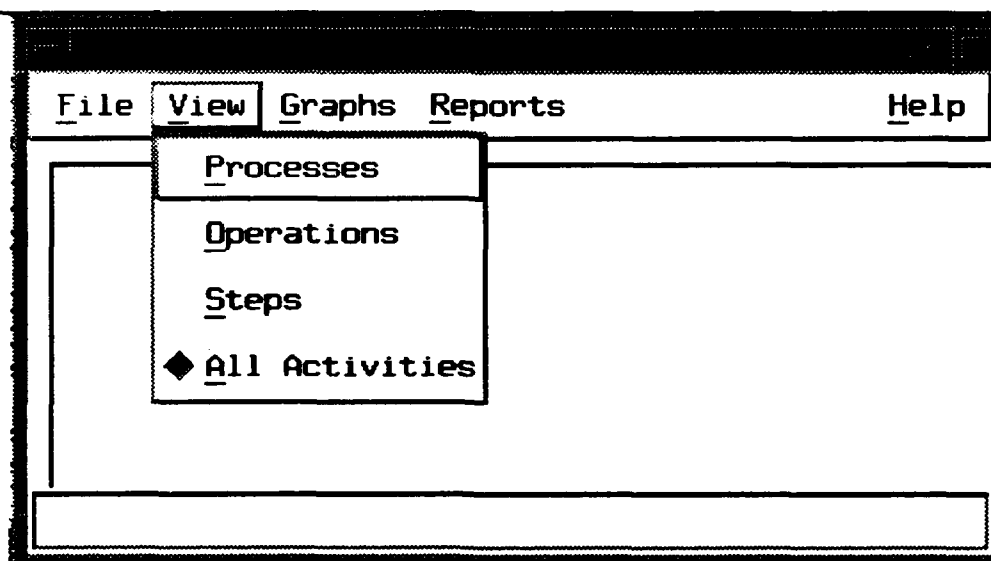 File View Graphs Reports Help
Processes
Operations
Steps
All Activities